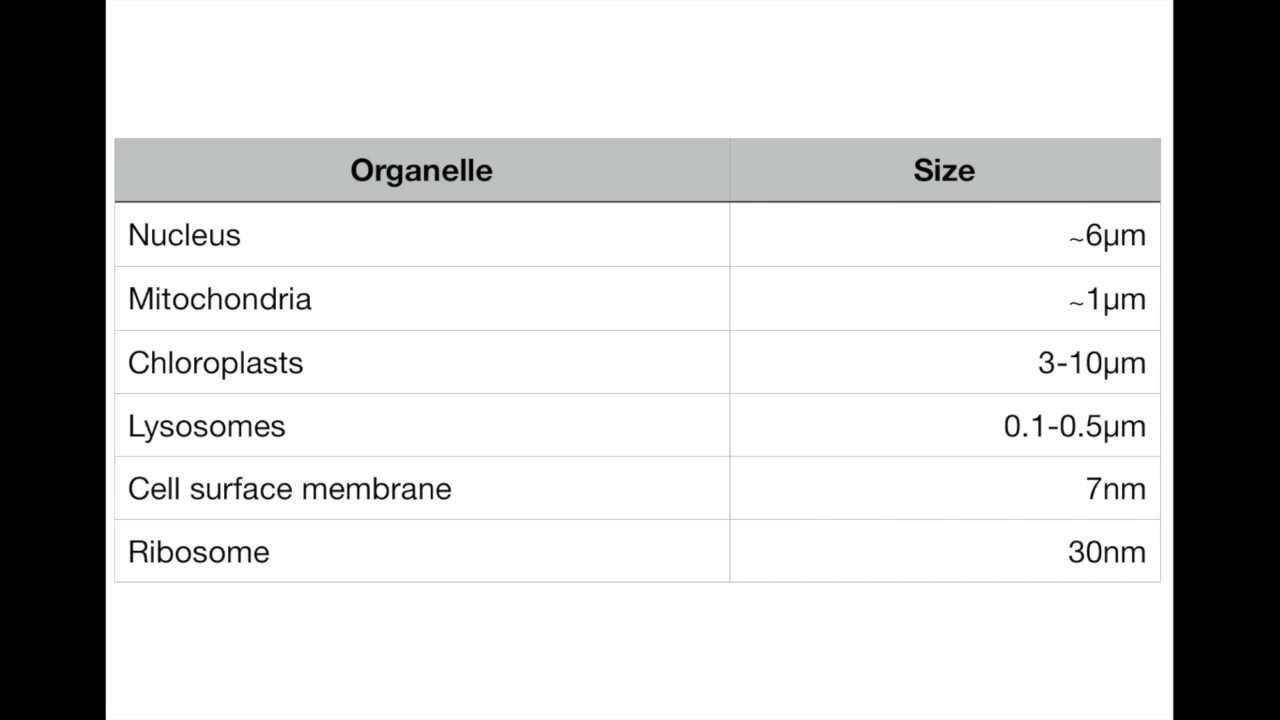 Organelle Size
Nucleus ~6µm
Mitochondria ~1µm
Chloroplasts 3-10µm
Lysosomes 0.1-0.5µm
Cell surface membrane 7nm
Ribosome 30nm